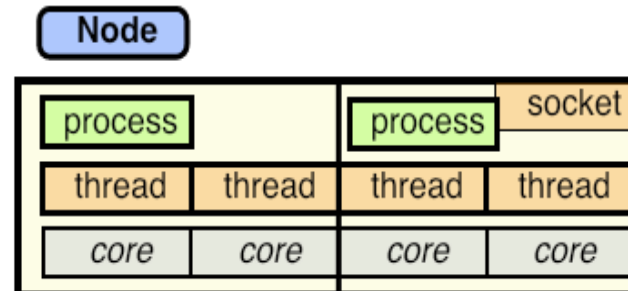 Node
socket
process process
thread thread thread thread
core core core core